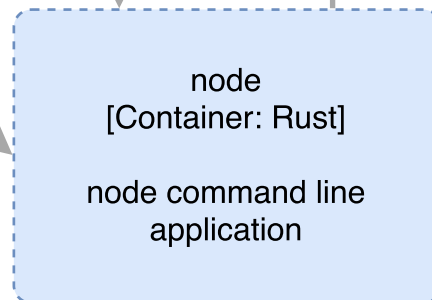 node
[Container: Rust]
node command line
application